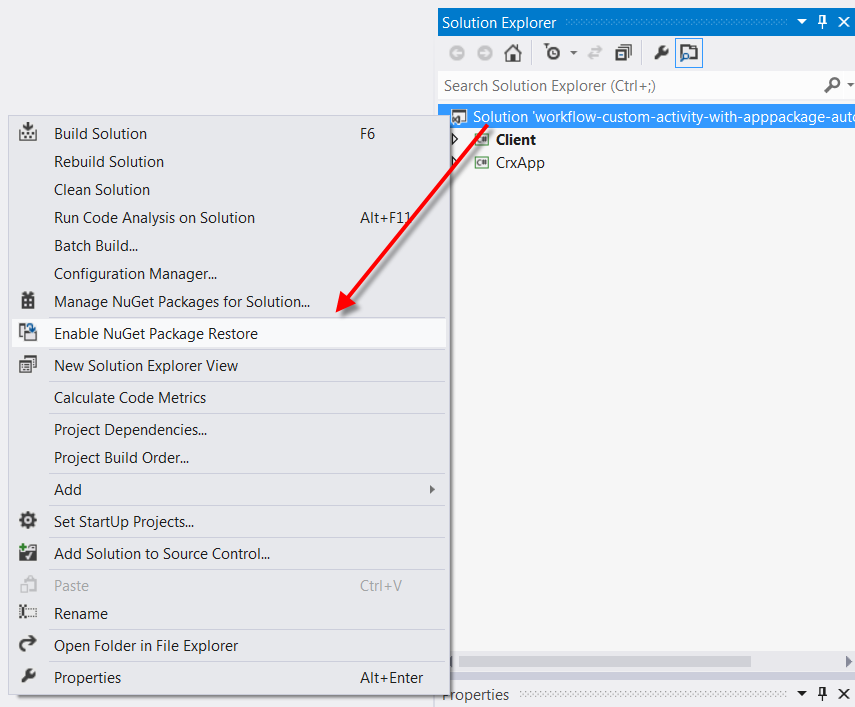 Solution Explorer
Search Solution Explorer (Ctrl+;)
Solution 'workflow-custom-activity-with-apppackage-auto
C# Client
C# CrxApp
Build Solution F6
Rebuild Solution
Clean Solution
Run Code Analysis on Solution Alt+F11
Batch Build...
Configuration Manager...
Manage NuGet Packages for Solution...
Enable NuGet Package Restore
New Solution Explorer View
Calculate Code Metrics
Project Dependencies...
Project Build Order...
Add
Set StartUp Projects...
Add Solution to Source Control...
Paste Ctrl+V
Rename
Open Folder in File Explorer
Properties Alt+Enter
Properties